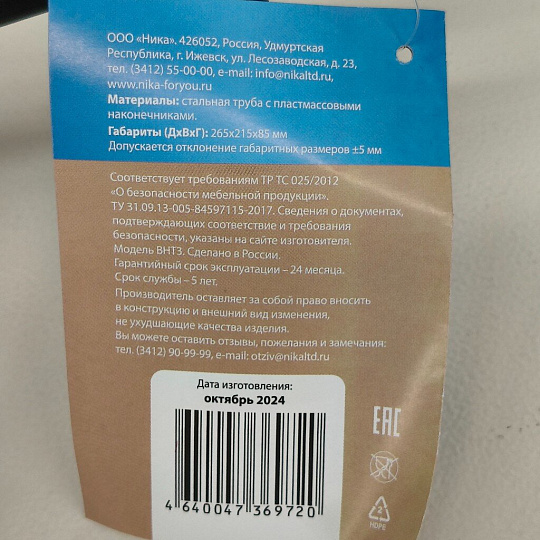 ООО «Ника». 426052, Россия, Удмуртская
Республика, г. Ижевск, ул. Лесозаводская, д. 23,
тел. (3412) 55-00-00, e-mail: info@nikaltd.ru,
www.nika-foryou.ru
Материалы: стальная труба с пластмассовыми
наконечниками.
Габариты (ДхВхГ): 265х215х85 мм
Допускается отклонение габаритных размеров ±5 мм
Соответствует требованиям ТР ТС 025/2012
«О безопасности мебельной продукции».
ТУ 31.09.13-005-84597115-2017. Сведения о документах,
подтверждающих соответствие и требования
безопасности, указаны на сайте изготовителя.
Модель ВНТ3. Сделано в России.
Гарантийный срок эксплуатации – 24 месяца.
Срок службы – 5 лет.
Производитель оставляет за собой право вносить
в конструкцию и внешний вид изменения,
не ухудшающие качества изделия.
Вы можете оставить отзывы, пожелания и замечания:
тел. (3412) 90-99-99, e-mail: otziv@nikaltd.ru
Дата изготовления:
октябрь 2024
4 640047 369720
EAC
2
HDPE